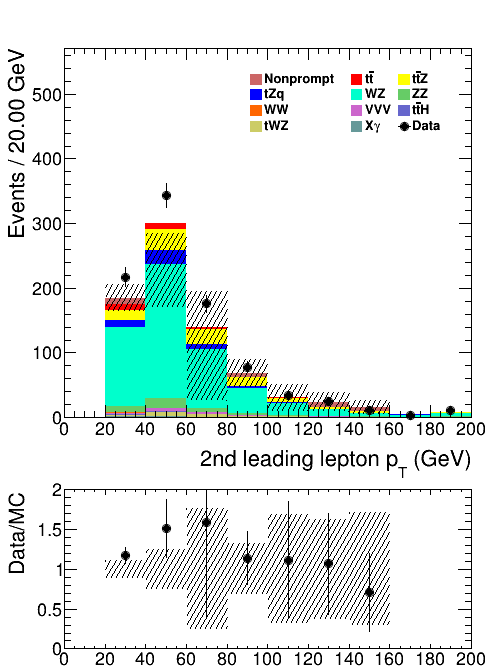 Events / 20.00 GeV
500
400
300
200
100
0
Nonprompt tt̄ tt̄Z
tZq WZ ZZ
WW VVV tt̄H
tWZ Xγ Data
0 20 40 60 80 100 120 140 160 180 200
2nd leading lepton p_T (GeV)
Data/MC
2
1.5
1
0.5
0
0 20 40 60 80 100 120 140 160 180 200